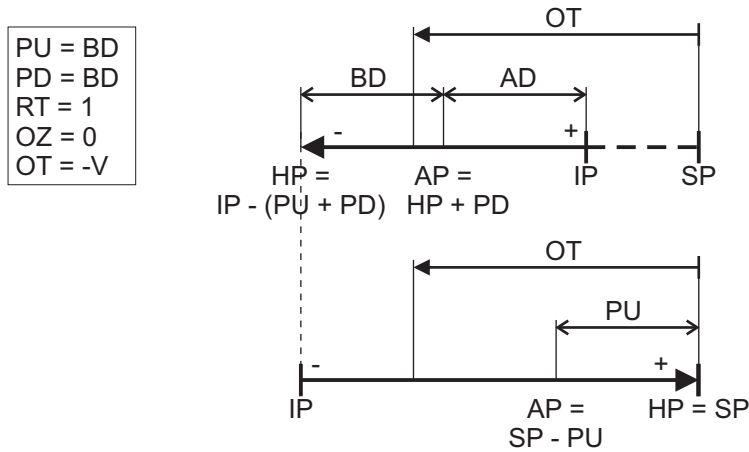 PU = BD
PD = BD
RT = 1
OZ = 0
OT = -V
OT
BD AD
- +
HP = AP = IP SP
IP - (PU + PD) HP + PD
OT
PU
- +
IP AP = HP = SP
SP - PU